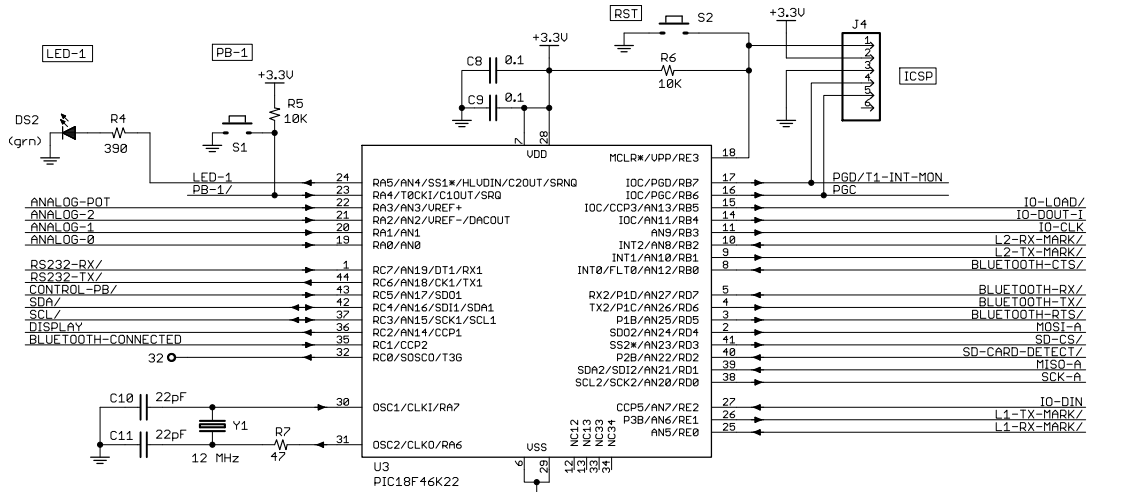 RST
S2
+3.3V
J4
LED-1
PB-1
+3.3V
C8 0.1
R6
10K
1
2
3
4
5
6
ICSP
+3.3V
C9 0.1
DS2
(grn)
R4
390
R5
10K
S1
7
28
VDD
MCLR*/VPP/RE3 18
LED-1 24 RA5/AN4/SS1*/HLVDIN/C2OUT/SRNQ
IOC/PGD/RB7 17 PGD/T1-INT-MON
PB-1/ 23 RA4/T0CKI/C1OUT/SRQ
IOC/PGC/RB6 16 PGC
ANALOG-POT 22 RA3/AN3/VREF+
IOC/CCP3/AN13/RB5 15 IO-LOAD/
ANALOG-2 21 RA2/AN2/VREF-/DACOUT
IOC/AN11/RB4 14 IO-DOUT-I
ANALOG-1 20 RA1/AN1
AN9/RB3 11 IO-CLK
ANALOG-0 19 RA0/AN0
INT2/AN8/RB2 10 L2-RX-MARK/
INT1/AN10/RB1 9 L2-TX-MARK/
RS232-RX/ 1 RC7/AN19/DT1/RX1
INT0/FLT0/AN12/RB0 8 BLUETOOTH-CTS/
RS232-TX/ 44 RC6/AN18/CK1/TX1
CONTROL-PB/ 43 RC5/AN17/SDO1
RX2/P1D/AN27/RD7 5 BLUETOOTH-RX/
SDA/ 42 RC4/AN16/SDI1/SDA1
TX2/P1C/AN26/RD6 4 BLUETOOTH-TX/
SCL/ 37 RC3/AN15/SCK1/SCL1
P1B/AN25/RD5 3 BLUETOOTH-RTS/
DISPLAY 36 RC2/AN14/CCP1
SDO2/AN24/RD4 2 MOSI-A
BLUETOOTH-CONNECTED 35 RC1/CCP2
SS2*/AN23/RD3 41 SD-CS/
32 32 RC0/SOSCO/T3G
P2B/AN22/RD2 40 SD-CARD-DETECT/
SDA2/SDI2/AN21/RD1 39 MISO-A
SCL2/SCK2/AN20/RD0 38 SCK-A
C10 22pF
30 OSC1/CLKI/RA7
CCP5/AN7/RE2 27 IO-DIN
Y1
P3B/AN6/RE1 26 L1-TX-MARK/
C11 22pF
12 MHz
R7
47
31 OSC2/CLKO/RA6
AN5/RE0 25 L1-RX-MARK/
VSS
NC12
NC13
NC33
NC34
6
29
12
13
33
34
U3
PIC18F46K22